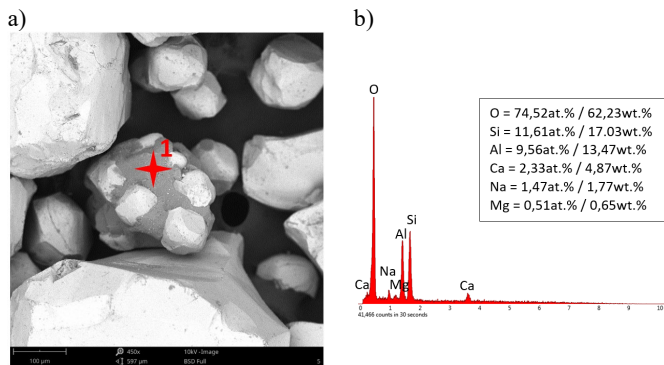 a)
1
100 µm
450x
597 µm
10kV -Image
BSD Full
S
b)
O
Si
Al
Na
Mg
Ca
Ca
O = 74,52at.% / 62,23wt.%
Si = 11,61at.% / 17.03wt.%
Al = 9,56at.% / 13,47wt.%
Ca = 2,33at.% / 4,87wt.%
Na = 1,47at.% / 1,77wt.%
Mg = 0,51at.% / 0,65wt.%
0 1 2 3 4 5 6 7 8 9 10
41,466 counts in 30 seconds